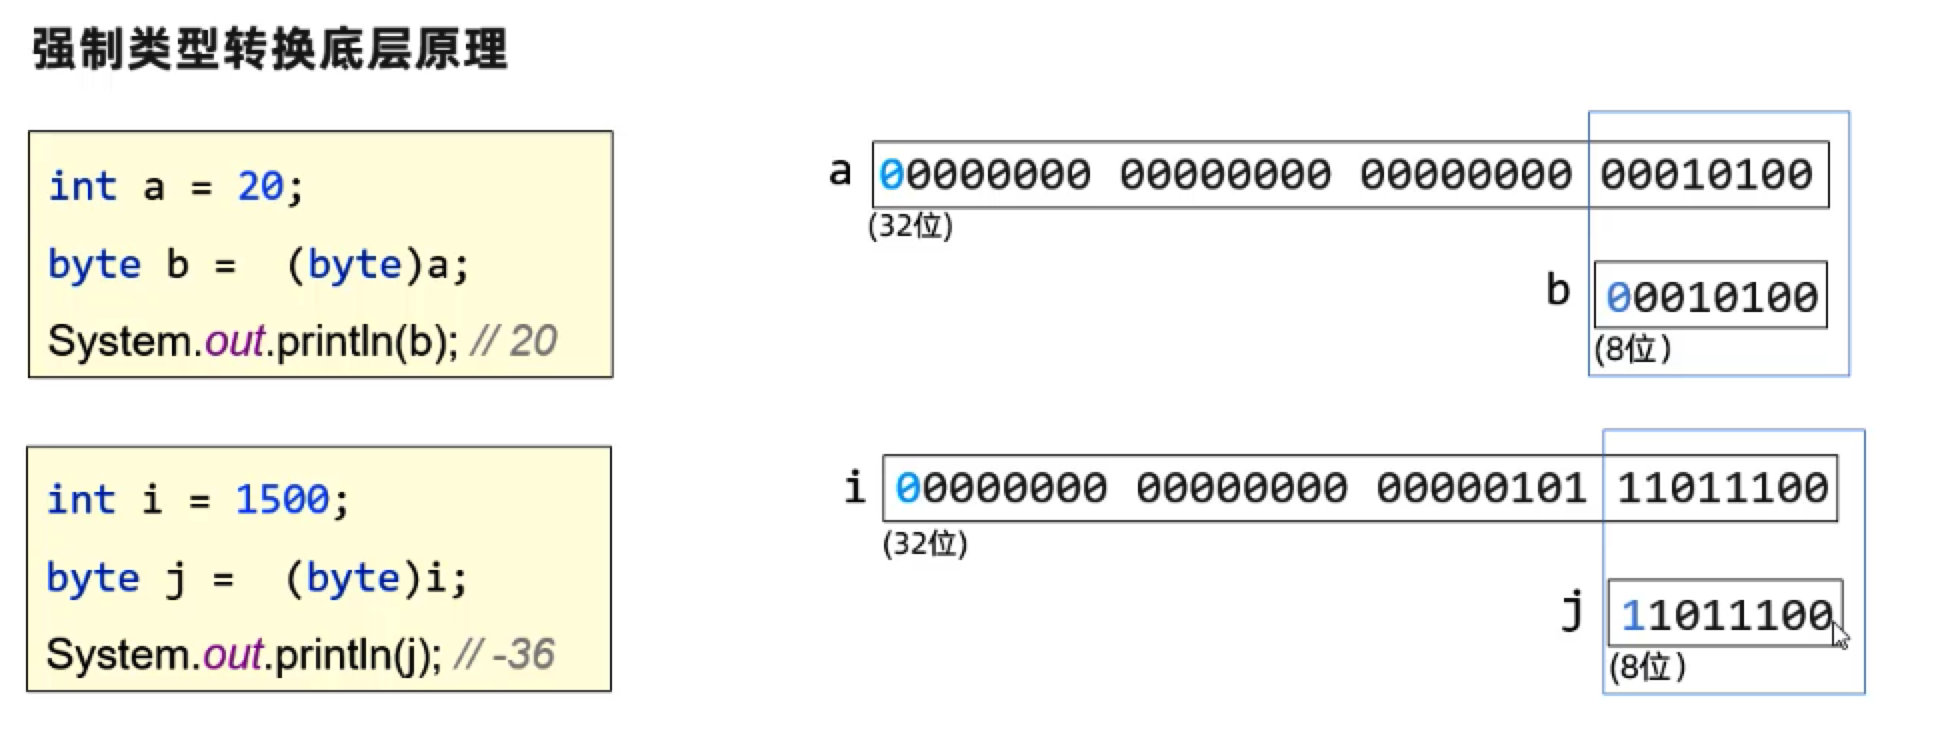 强制类型转换底层原理
int a = 20;
byte b =  (byte)a;
System.out.println(b); // 20
a 00000000 00000000 00000000 00010100
(32位)
b 00010100
(8位)
int i = 1500;
byte j =  (byte)i;
System.out.println(j); // -36
i 00000000 00000000 00000101 11011100
(32位)
j 11011100
(8位)